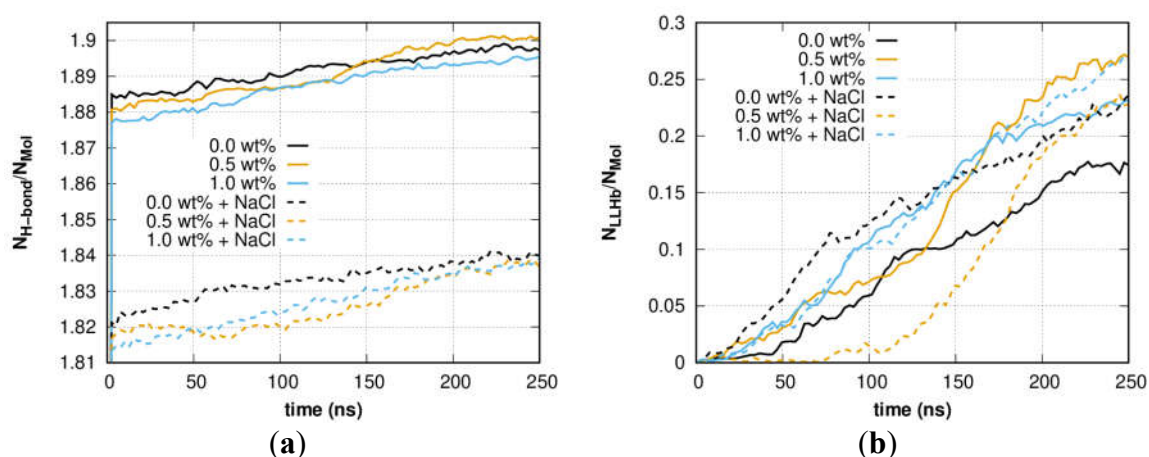 1.9
1.89
1.88
1.87
1.86
1.85
1.84
1.83
1.82
1.81
N_H−bond/N_Mol
0.0 wt%
0.5 wt%
1.0 wt%
0.0 wt% + NaCl
0.5 wt% + NaCl
1.0 wt% + NaCl
0 50 100 150 200 250
time (ns)
(a)
0.3
0.25
0.2
0.15
0.1
0.05
0
N_LLHb/N_Mol
0.0 wt%
0.5 wt%
1.0 wt%
0.0 wt% + NaCl
0.5 wt% + NaCl
1.0 wt% + NaCl
0 50 100 150 200 250
time (ns)
(b)